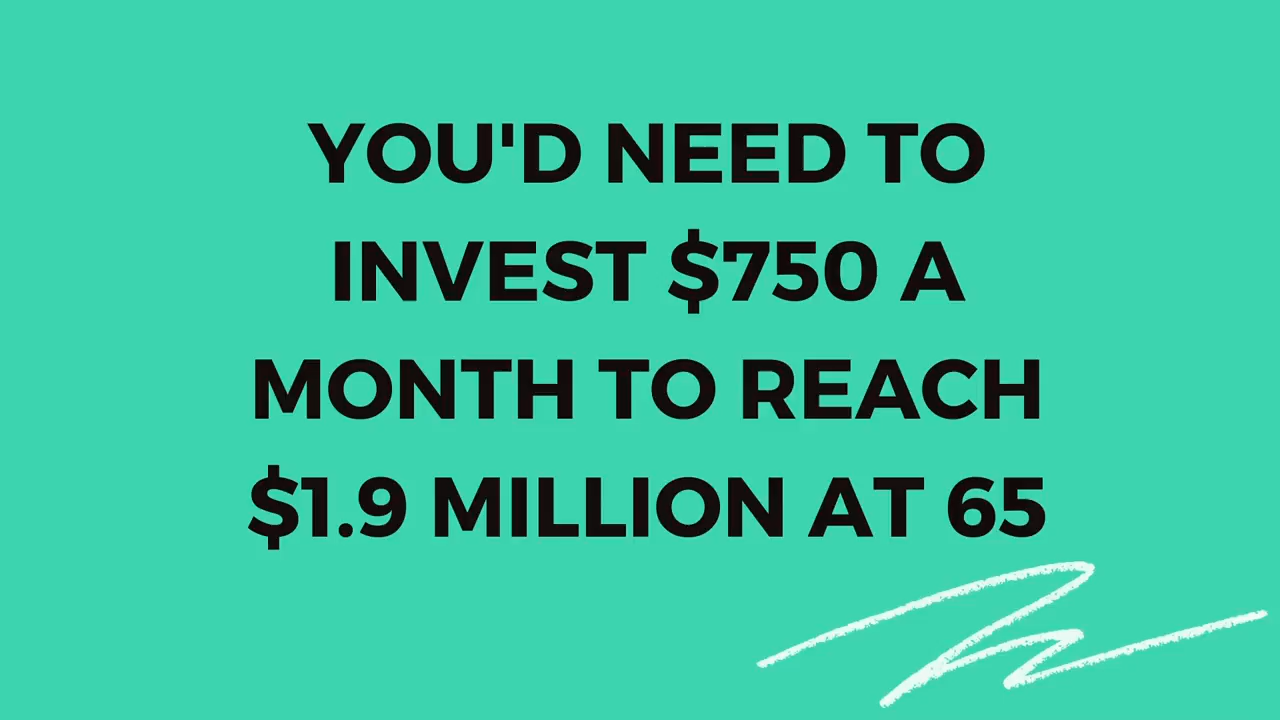 YOU'D NEED TO
INVEST $750 A
MONTH TO REACH
$1.9 MILLION AT 65